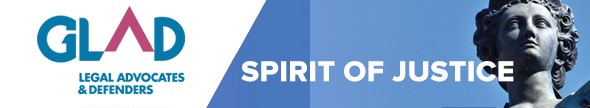 GLAD
LEGAL ADVOCATES
& DEFENDERS
SPIRIT OF JUSTICE